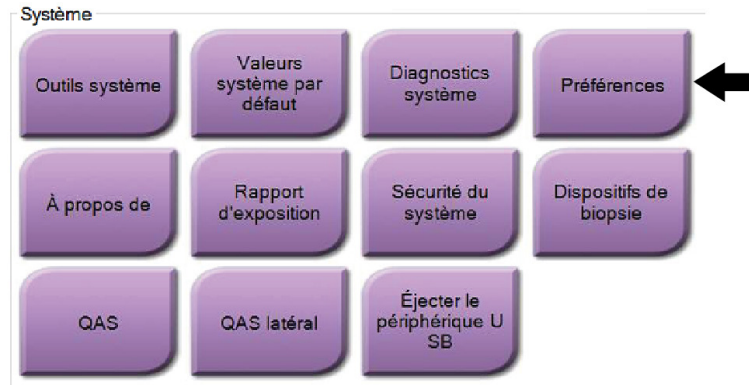 Système
Outils système
Valeurs
système par
défaut
Diagnostics
système
Préférences
À propos de
Rapport
d'exposition
Sécurité du
système
Dispositifs de
biopsie
QAS
QAS latéral
Éjecter le
périphérique U
SB